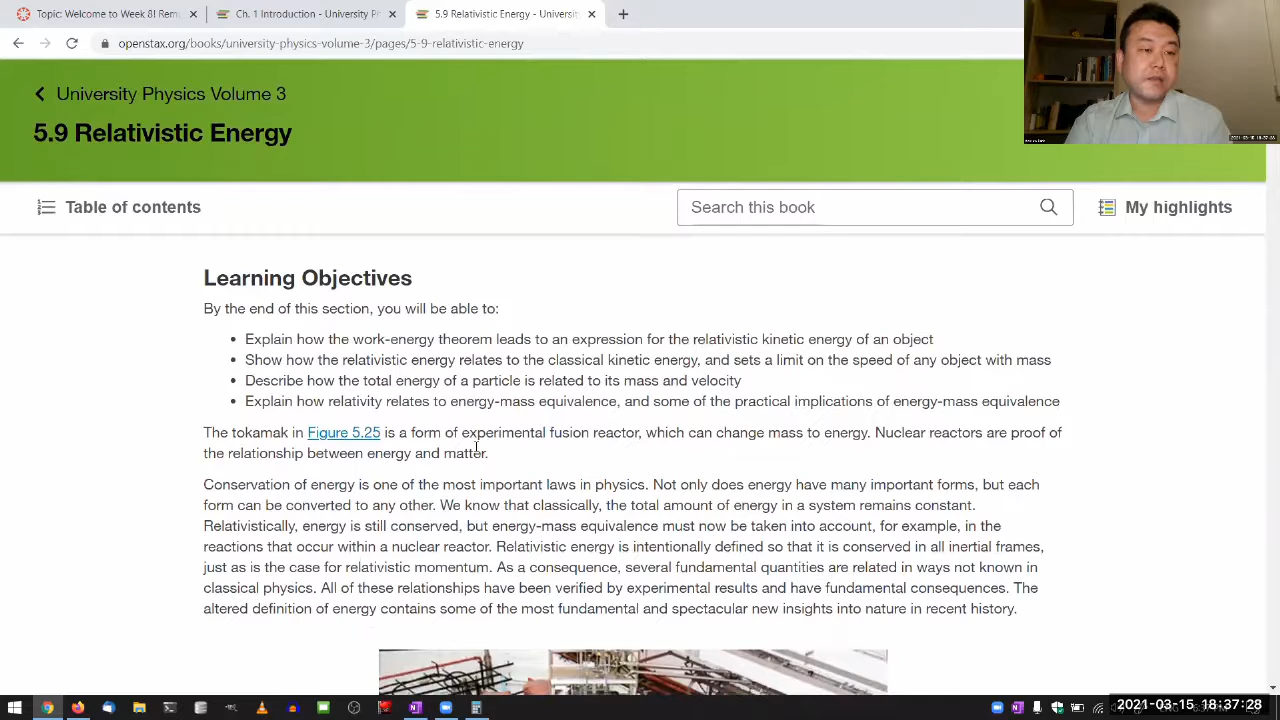 Topic: Welcome to Week 8! Rem
Ch. 1 Introduction - University P
5.9 Relativistic Energy - Universi
openstax.org/books/university-physics-volume-3/pages/5-9-relativistic-energy
University Physics Volume 3
5.9 Relativistic Energy
Table of contents
Search this book
My highlights
Learning Objectives
By the end of this section, you will be able to:
• Explain how the work-energy theorem leads to an expression for the relativistic kinetic energy of an object
• Show how the relativistic energy relates to the classical kinetic energy, and sets a limit on the speed of any object with mass
• Describe how the total energy of a particle is related to its mass and velocity
• Explain how relativity relates to energy-mass equivalence, and some of the practical implications of energy-mass equivalence
The tokamak in Figure 5.25 is a form of experimental fusion reactor, which can change mass to energy. Nuclear reactors are proof of
the relationship between energy and matter.
Conservation of energy is one of the most important laws in physics. Not only does energy have many important forms, but each
form can be converted to any other. We know that classically, the total amount of energy in a system remains constant.
Relativistically, energy is still conserved, but energy-mass equivalence must now be taken into account, for example, in the
reactions that occur within a nuclear reactor. Relativistic energy is intentionally defined so that it is conserved in all inertial frames,
just as is the case for relativistic momentum. As a consequence, several fundamental quantities are related in ways not known in
classical physics. All of these relationships have been verified by experimental results and have fundamental consequences. The
altered definition of energy contains some of the most fundamental and spectacular new insights into nature in recent history.
2021-03-15 18:37:28